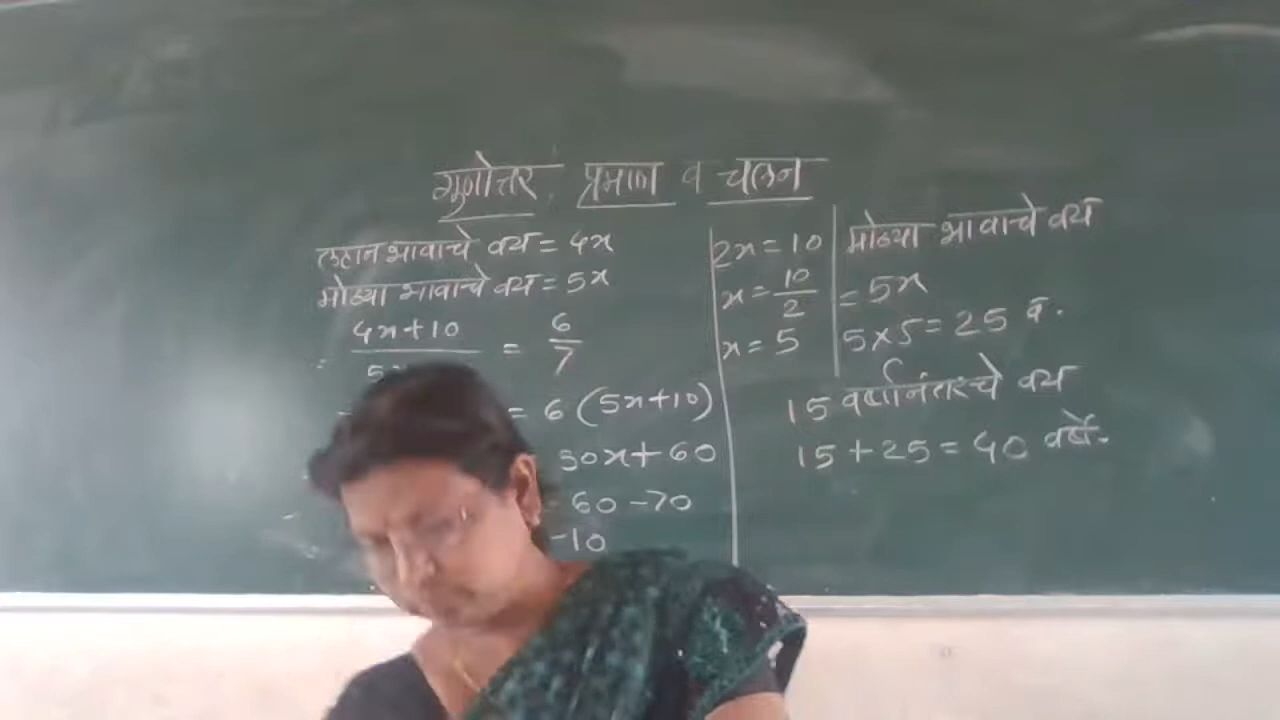 गुणोत्तर, प्रमाण व चलन
लहान भावाचे वय = 4x
मोठ्या भावाचे वय = 5x
= 4x+10 / 5 = 6/7
= 6 (5x+10)
30x+60
60-70
-10
2x = 10
x = 10/2
x = 5
मोठ्या भावाचे वय
= 5x
5×5 = 25 व.
15 वर्षानंतरचे वय
15+25 = 40 वर्षे.